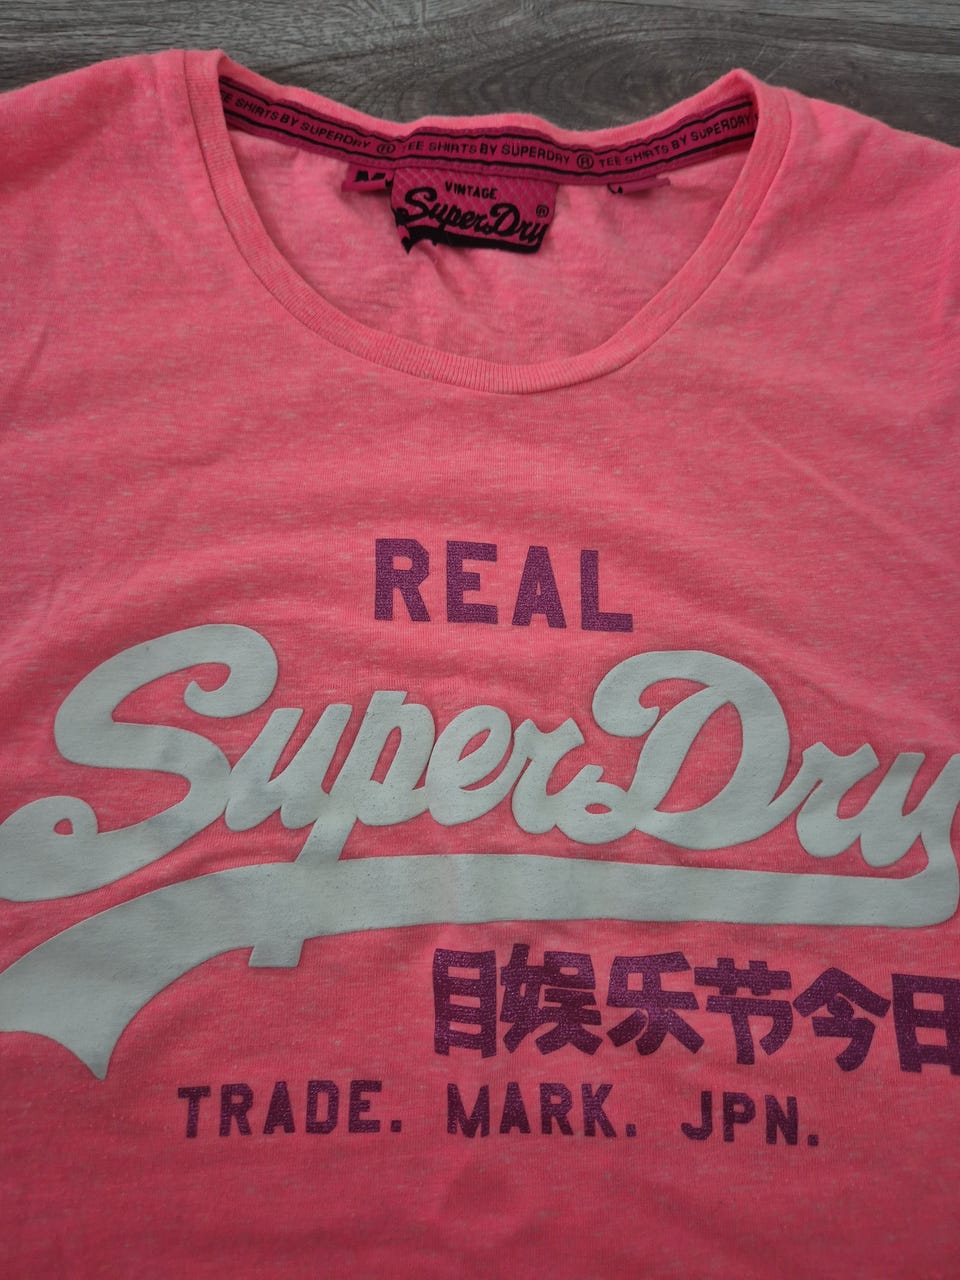 EE SHIRTS BY SUPERDRY ® TEE SHIRTS BY SUPERDRY ® TEE SHIRTS BY SUPERDRY
VINTAGE
SuperDry ®
REAL
SuperDry
目娱乐节今日
TRADE. MARK. JPN.